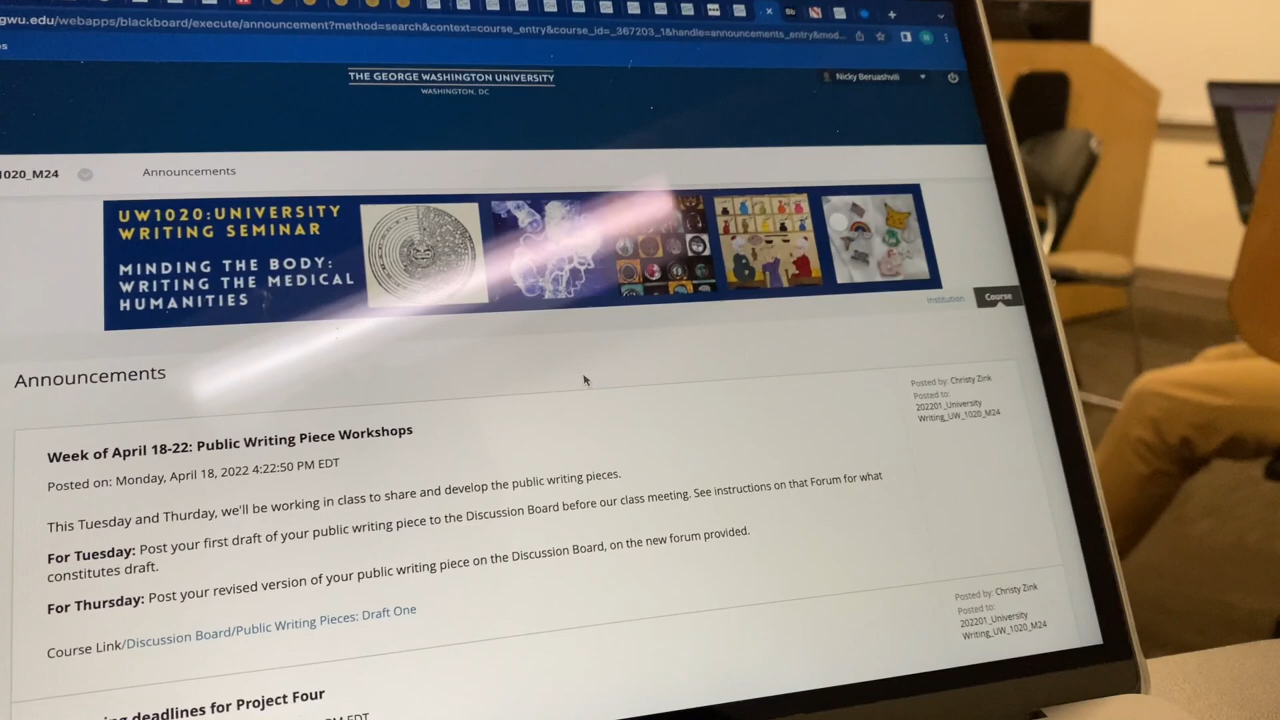 gwu.edu/webapps/blackboard/execute/announcement?method=search&context=course_entry&course_id=_367203_1&handle=announcements_entry&mod...
THE GEORGE WASHINGTON UNIVERSITY
WASHINGTON, DC
Nicky Beruashvili
1020_M24
Announcements
UW1020:UNIVERSITY
WRITING SEMINAR
MINDING THE BODY:
WRITING THE MEDICAL
HUMANITIES
Institution
Course
Announcements
Week of April 18-22: Public Writing Piece Workshops
Posted on: Monday, April 18, 2022 4:22:50 PM EDT
This Tuesday and Thurday, we'll be working in class to share and develop the public writing pieces.
For Tuesday: Post your first draft of your public writing piece to the Discussion Board before our class meeting. See instructions on that Forum for what
constitutes draft.
For Thursday: Post your revised version of your public writing piece on the Discussion Board, on the new forum provided.
Course Link/Discussion Board/Public Writing Pieces: Draft One
Posted by: Christy Zink
Posted to:
202201_University
Writing_UW_1020_M24
Posted by: Christy Zink
Posted to:
202201_University
Writing_UW_1020_M24
deadlines for Project Four
PM EDT